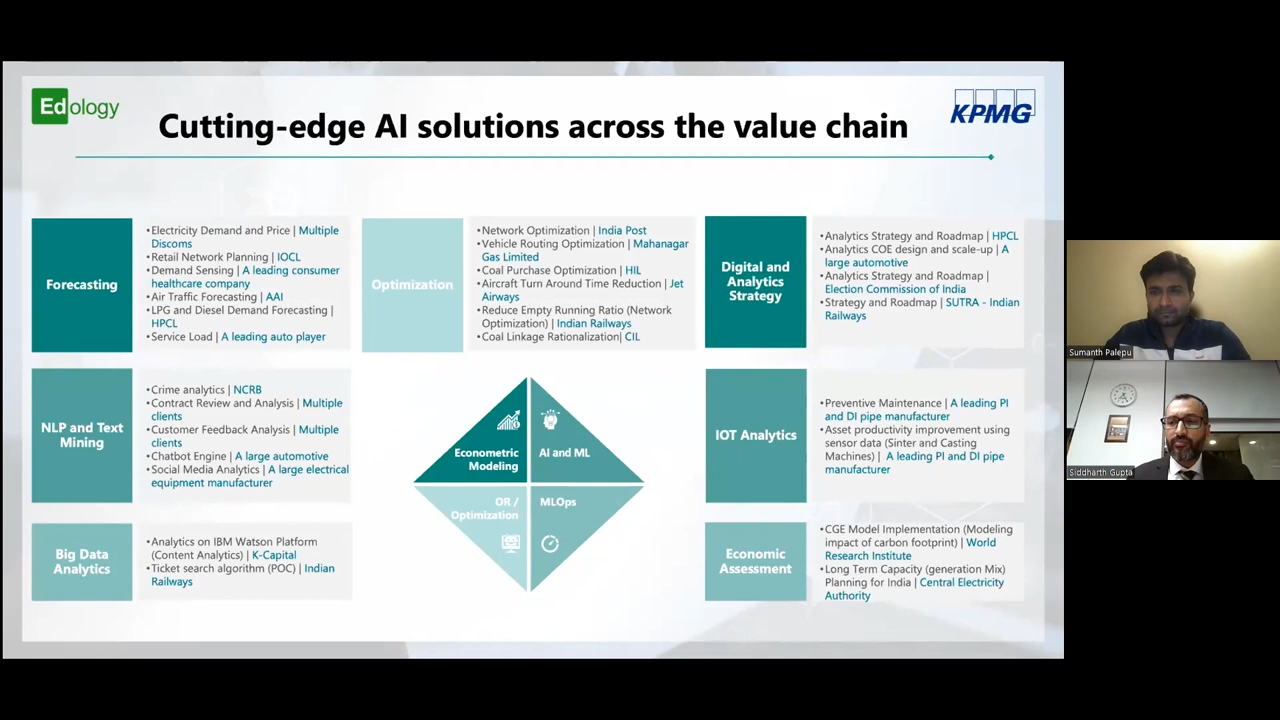 Edology
KPMG
Cutting-edge AI solutions across the value chain
Forecasting
•Electricity Demand and Price | Multiple
Discoms
•Retail Network Planning | IOCL
•Demand Sensing | A leading consumer
healthcare company
•Air Traffic Forecasting | AAI
•LPG and Diesel Demand Forecasting |
HPCL
•Service Load | A leading auto player
Optimization
•Network Optimization | India Post
•Vehicle Routing Optimization | Mahanagar
Gas Limited
•Coal Purchase Optimization | HIL
•Aircraft Turn Around Time Reduction | Jet
Airways
•Reduce Empty Running Ratio (Network
Optimization) | Indian Railways
•Coal Linkage Rationalization| CIL
Digital and
Analytics
Strategy
•Analytics Strategy and Roadmap | HPCL
•Analytics COE design and scale-up | A
large automotive
•Analytics Strategy and Roadmap |
Election Commission of India
•Strategy and Roadmap | SUTRA - Indian
Railways
NLP and Text
Mining
•Crime analytics | NCRB
•Contract Review and Analysis | Multiple
clients
•Customer Feedback Analysis | Multiple
clients
•Chatbot Engine | A large automotive
•Social Media Analytics | A large electrical
equipment manufacturer
Econometric
Modeling
AI and ML
OR /
Optimization
MLOps
IOT Analytics
•Preventive Maintenance | A leading PI
and DI pipe manufacturer
•Asset productivity improvement using
sensor data (Sinter and Casting
Machines) | A leading PI and DI pipe
manufacturer
Big Data
Analytics
•Analytics on IBM Watson Platform
(Content Analytics) | K-Capital
•Ticket search algorithm (POC) | Indian
Railways
Economic
Assessment
•CGE Model Implementation (Modeling
impact of carbon footprint) | World
Research Institute
•Long Term Capacity (generation Mix)
Planning for India | Central Electricity
Authority
Sumanth Palepu
Siddharth Gupta